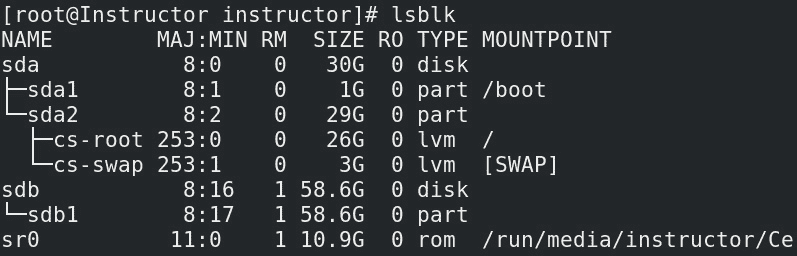 [root@Instructor instructor]# lsblk
NAME        MAJ:MIN RM  SIZE RO TYPE MOUNTPOINT
sda           8:0    0   30G  0 disk
├─sda1        8:1    0    1G  0 part /boot
└─sda2        8:2    0   29G  0 part
  ├─cs-root 253:0    0   26G  0 lvm  /
  └─cs-swap 253:1    0    3G  0 lvm  [SWAP]
sdb           8:16   1 58.6G  0 disk
└─sdb1        8:17   1 58.6G  0 part
sr0          11:0    1 10.9G  0 rom  /run/media/instructor/Ce